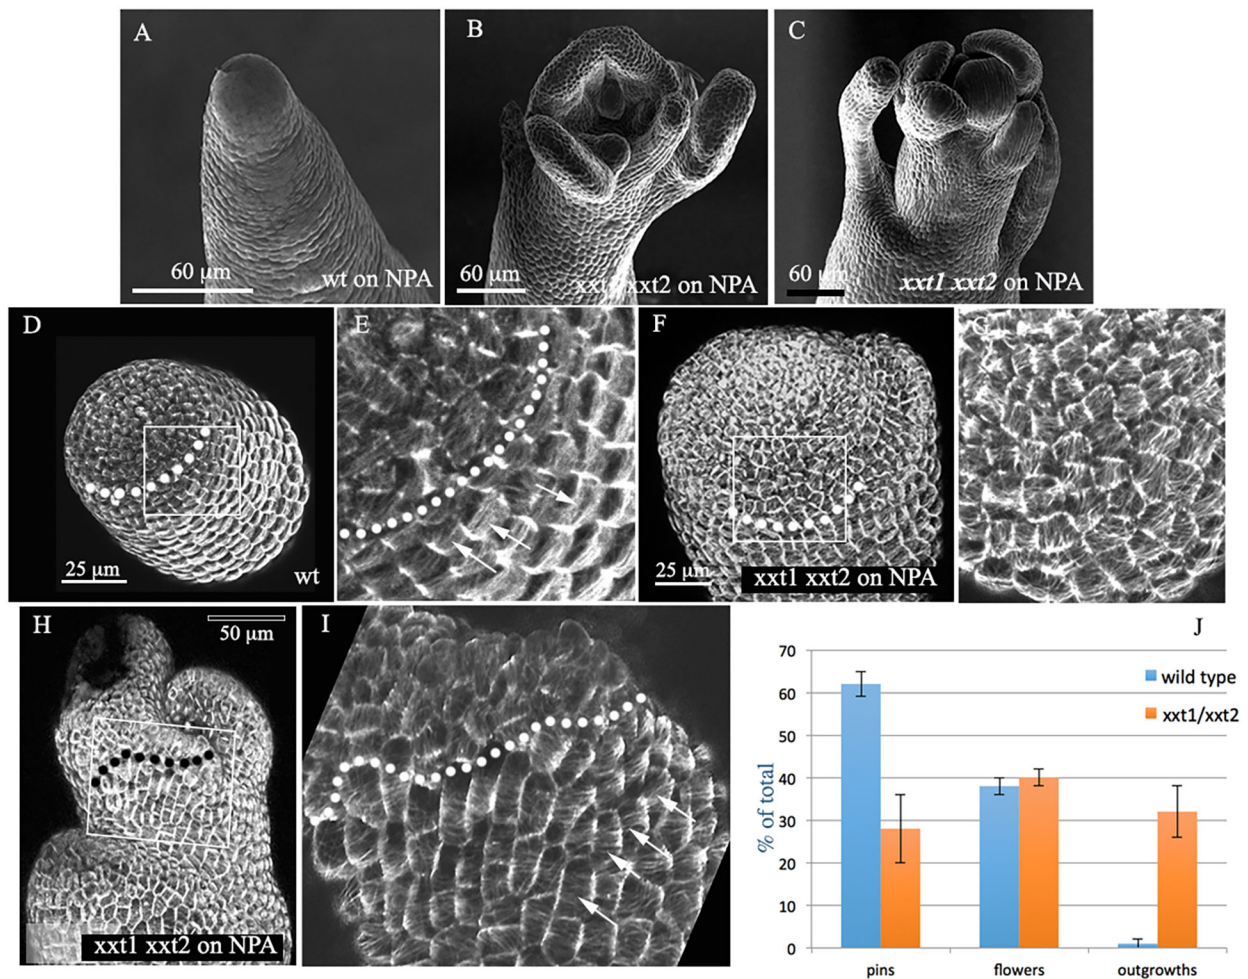 A
60 µm
wt on NPA
B
60 µm
xxt1 xxt2 on NPA
C
60 µm
xxt1 xxt2 on NPA
D
25 µm
wt
E
F
25 µm
xxt1 xxt2 on NPA
G
H
50 µm
xxt1 xxt2 on NPA
I
J
% of total
70
60
50
40
30
20
10
0
wild type
xxt1/xxt2
pins flowers outgrowths